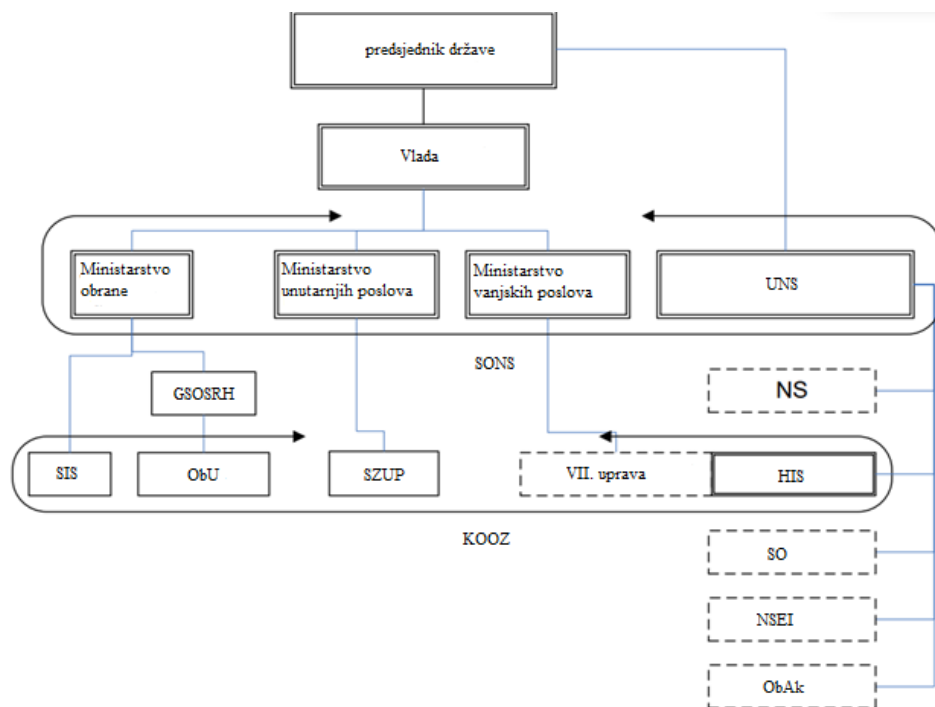 predsjednik države
Vlada
Ministarstvo
obrane
Ministarstvo
unutarnjih poslova
Ministarstvo
vanjskih poslova
UNS
SONS
GSOSRH
NS
SIS
ObU
SZUP
VII. uprava
HIS
KOOZ
SO
NSEI
ObAk